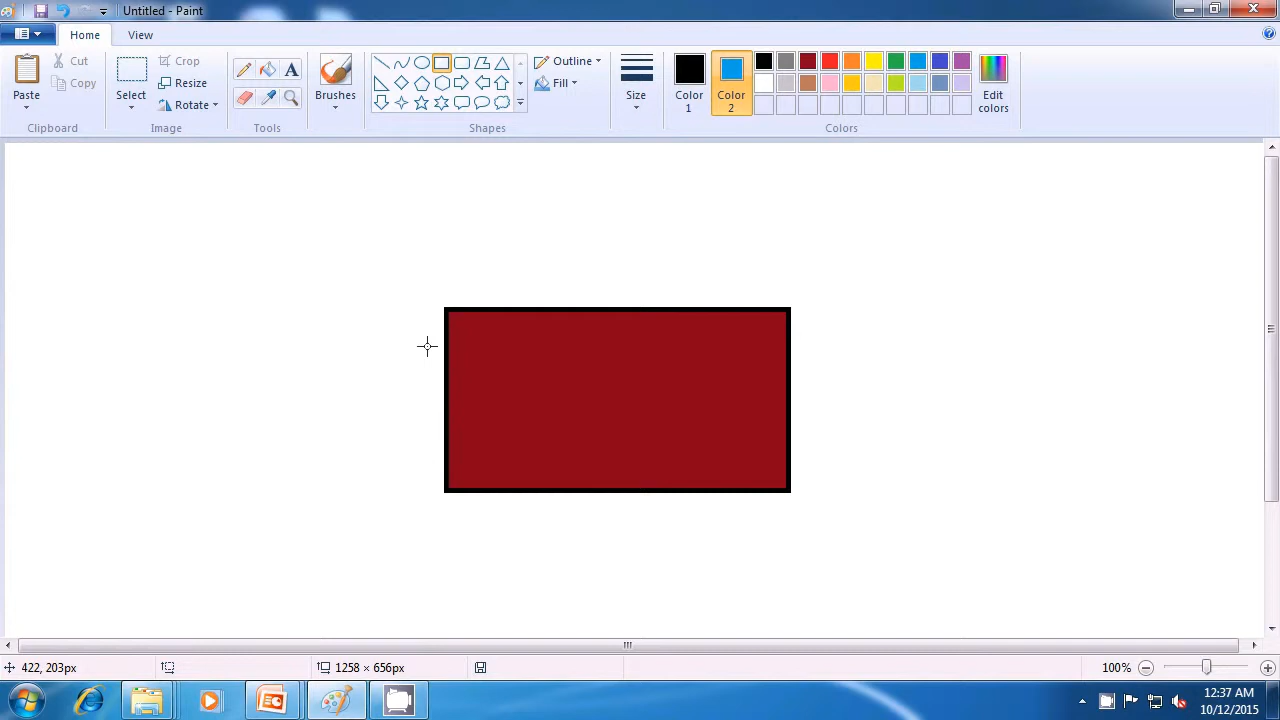 Untitled - Paint
Home View
Paste
Cut
Copy
Clipboard
Select
Crop
Resize
Rotate
Image
A
Tools
Brushes
Outline
Fill
Shapes
Size
Color 1
Color 2
Edit colors
Colors
422, 203px
1258 × 656px
100%
12:37 AM
10/12/2015